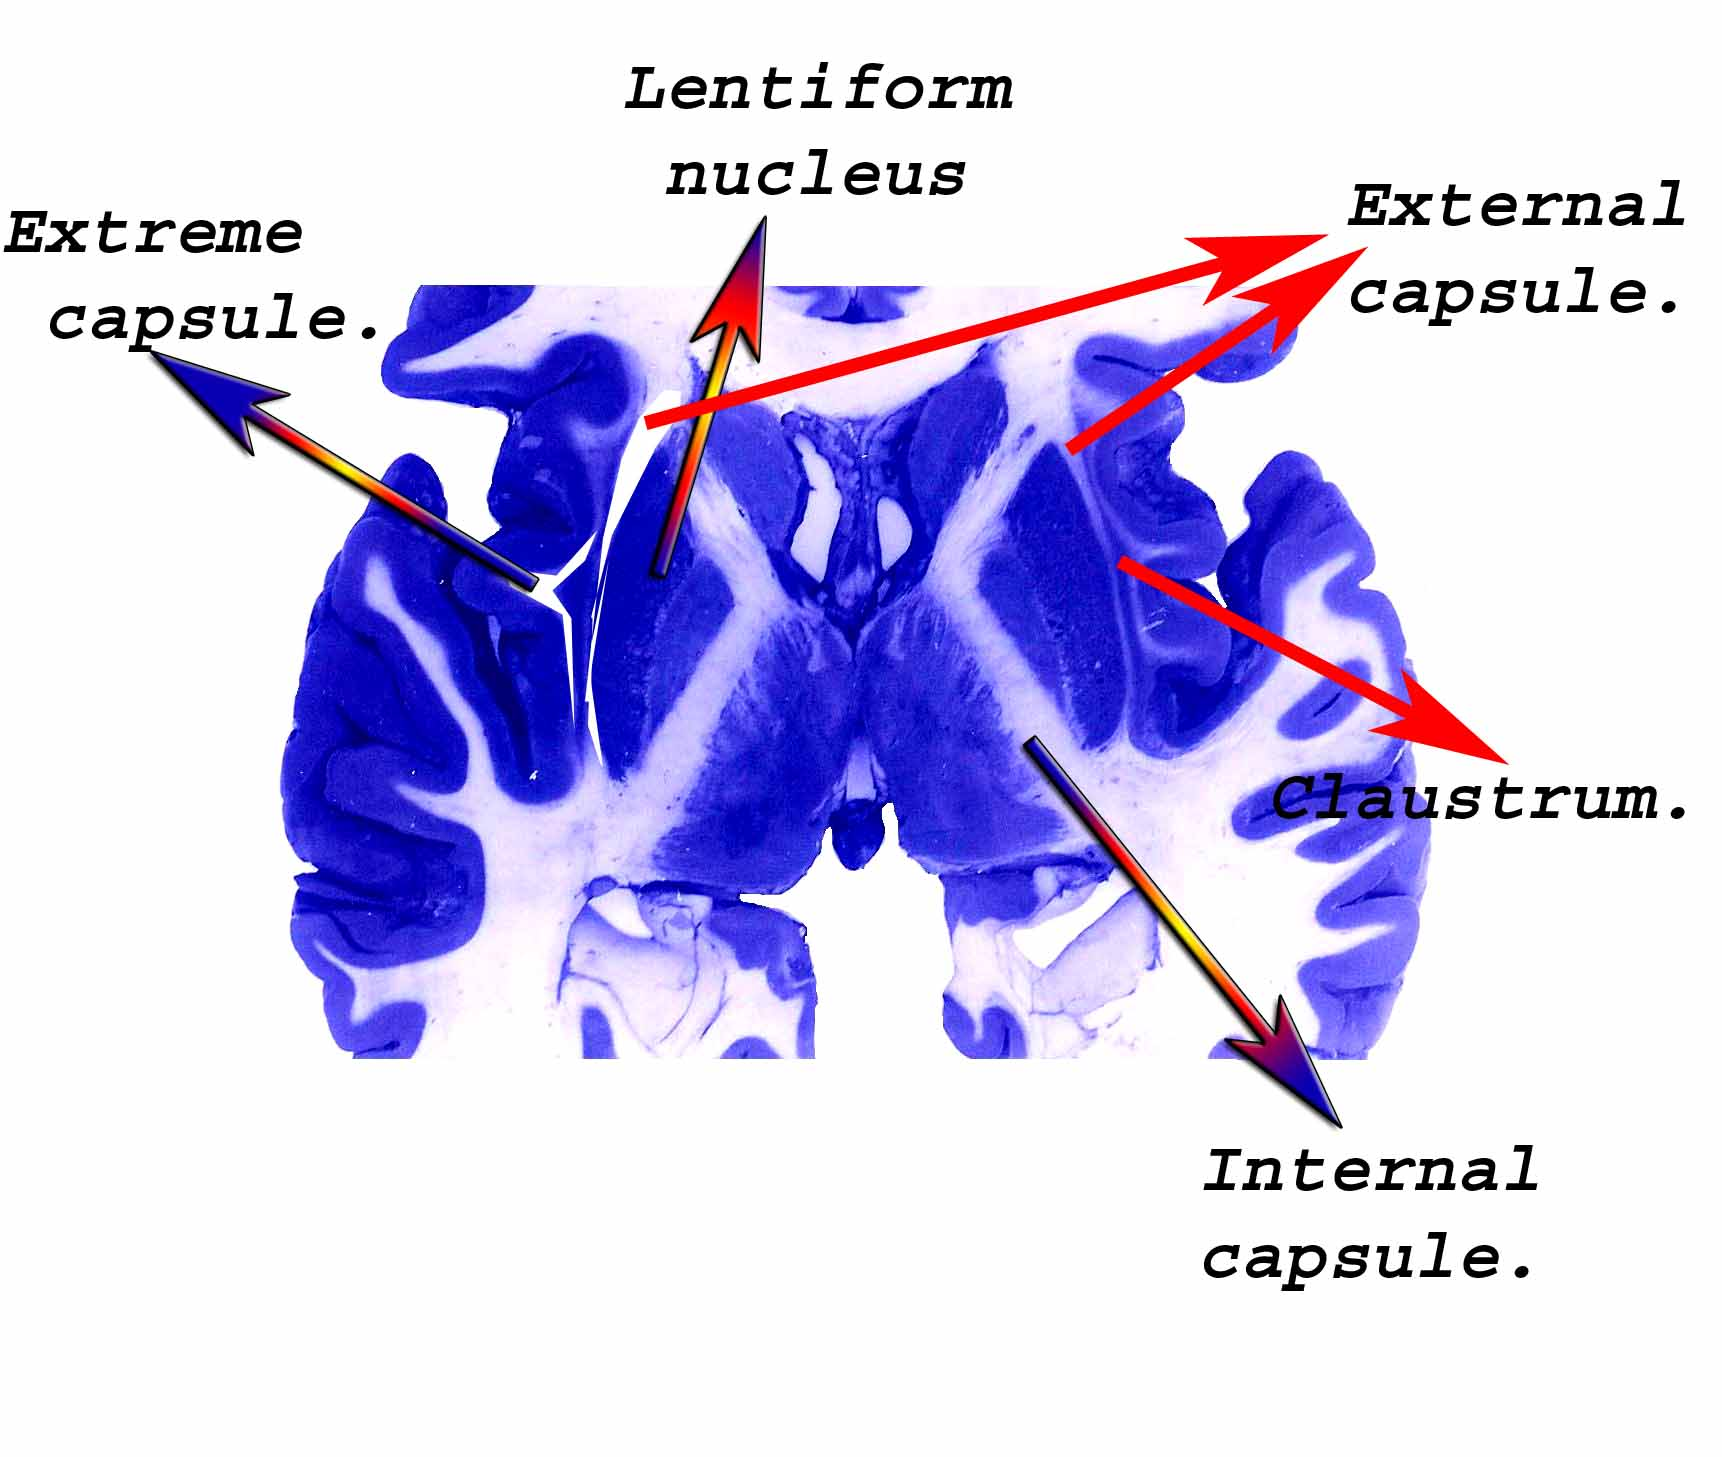 Lentiform
nucleus
Extreme
capsule.
External
capsule.
Claustrum.
Internal
capsule.